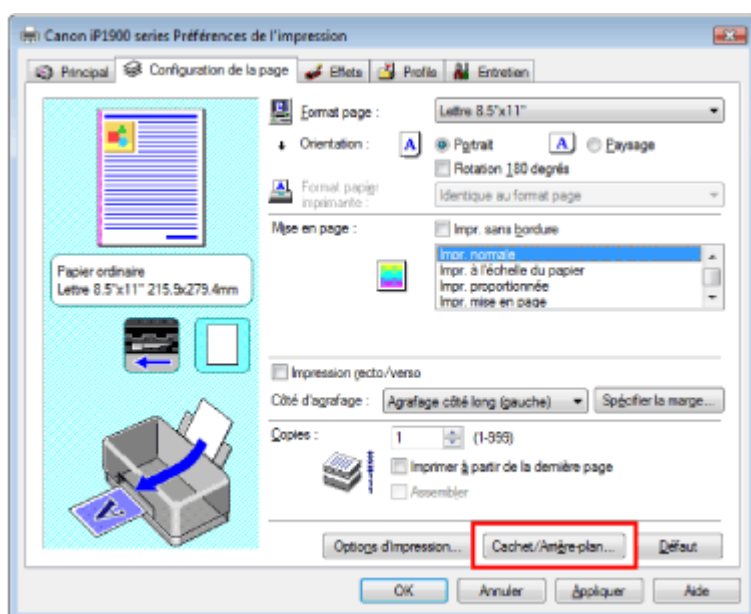 Canon iP1900 series Préférences de l'impression
Principal Configuration de la page Effets Profils Entretien
Format page : Lettre 8.5"x11"
Orientation : A Portrait A Paysage
Rotation 180 degrés
Format papier imprimante : Identique au format page
Mise en page : Impr. sans bordure
Impr. normale
Impr. à l'échelle du papier
Impr. proportionnée
Impr. mise en page
Papier ordinaire
Lettre 8.5"x11" 215.9x279.4mm
Impression recto/verso
Côté d'agrafage : Agrafage côté long (gauche) Spécifier la marge...
Copies : 1 (1-999)
Imprimer à partir de la dernière page
Assembler
Options d'impression... Cachet/Arrière-plan... Défaut
OK Annuler Appliquer Aide